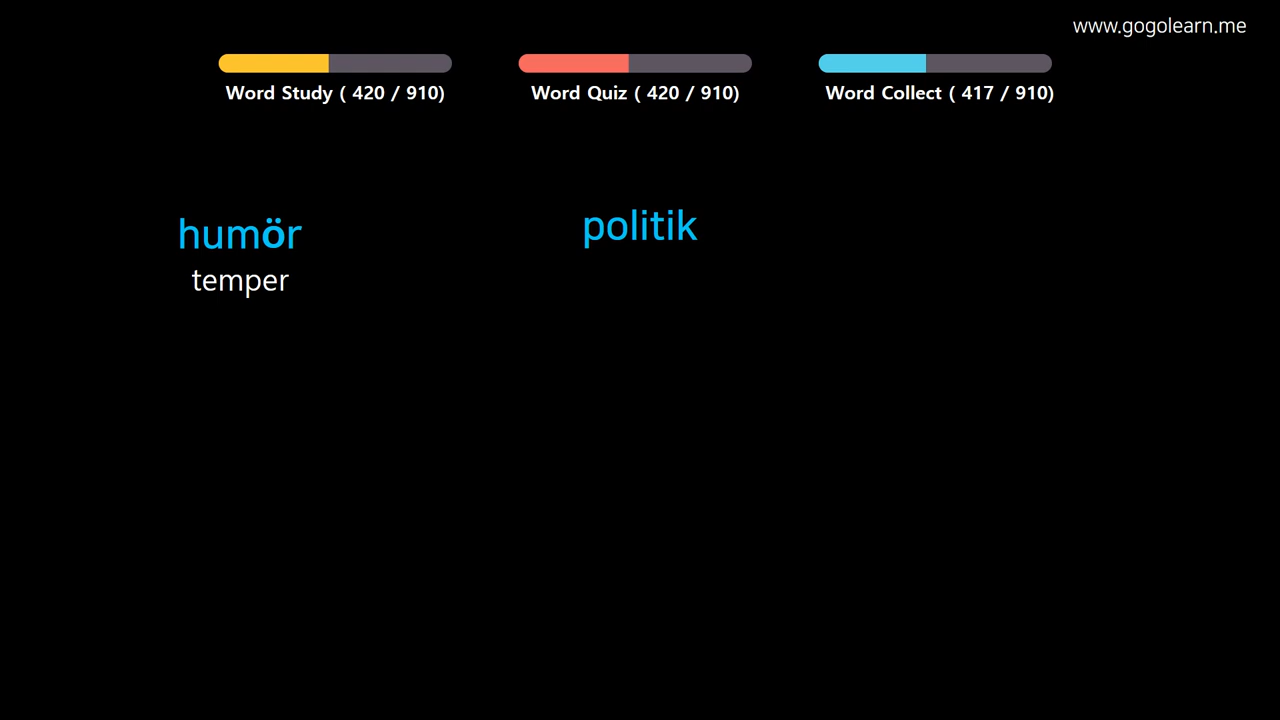 www.gogolearn.me
Word Study ( 420 / 910)
Word Quiz ( 420 / 910)
Word Collect ( 417 / 910)
humör
politik
temper